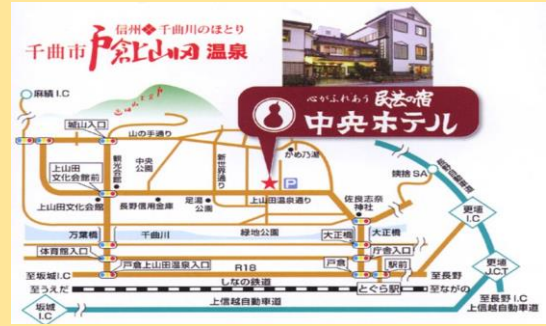 信州 千曲川のほとり
千曲市 戸倉上山田 温泉
心がふれあう 民芸の宿
中央ホテル
麻績I.C
城山入口
山の手通り
かめ乃湯
上山田
文化会館前
観光会館
中央
公園
新世界通り
P
姨捨SA
上山田文化会館
長野信用金庫
足湯
公園
上山田温泉通り
佐良志奈
神社
更埴
I.C
万葉橋
千曲川
緑地公園
大正橋
大正橋
体育館入口
庁舎入口
戸倉上山田温泉入口
戸倉
駅前
更埴
J.C.T
至坂城I.C
R18
至長野
しなの鉄道
至うえだ
とぐら駅
至ながの
坂城
I.C
上信越自動車道
至長野I.C
上信越自動車道